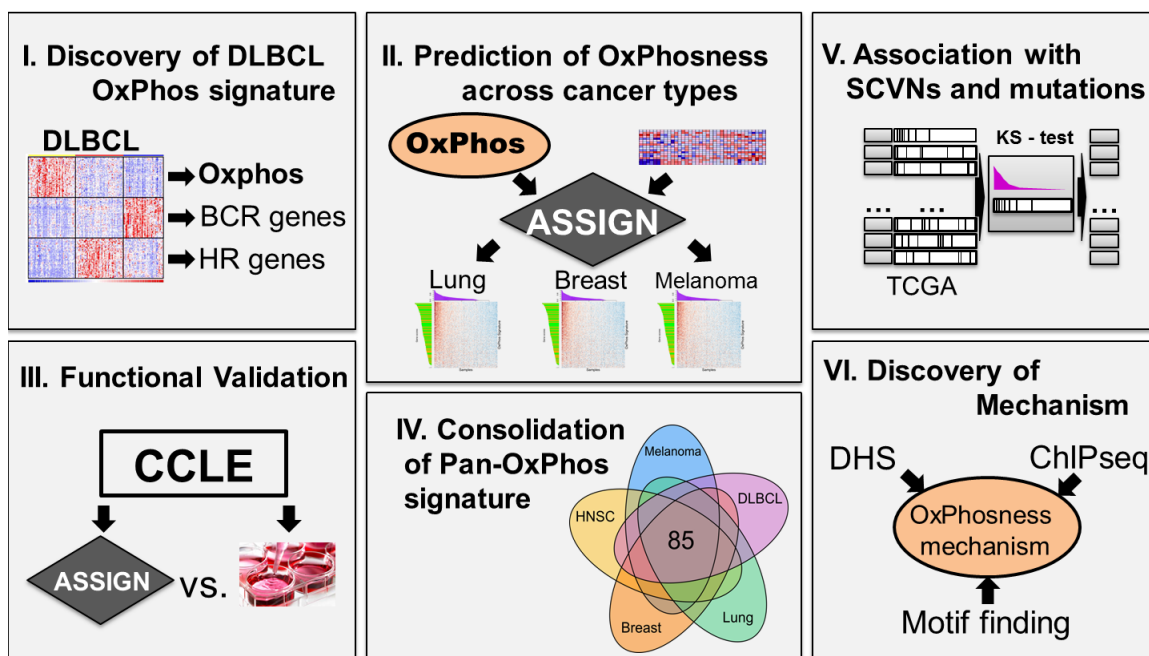 I. Discovery of DLBCL
OxPhos signature
DLBCL
Oxphos
BCR genes
HR genes
II. Prediction of OxPhosness
across cancer types
OxPhos
ASSIGN
Lung
Breast
Melanoma
III. Functional Validation
CCLE
ASSIGN
vs.
IV. Consolidation
of Pan-OxPhos
signature
Melanoma
DLBCL
HNSC
85
Breast
Lung
V. Association with
SCVNs and mutations
KS - test
... ...
...
TCGA
VI. Discovery of
Mechanism
DHS
ChIPseq
OxPhosness
mechanism
Motif finding